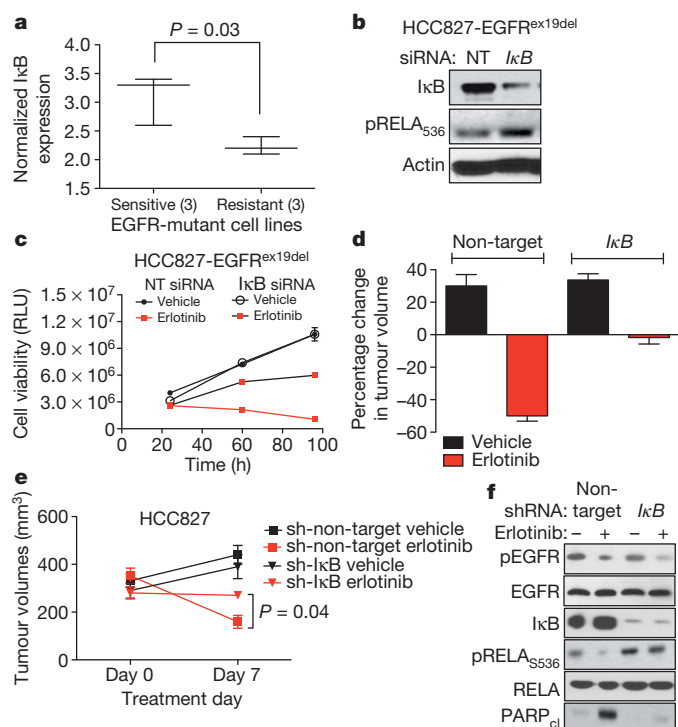 a
P = 0.03
Normalized IκB
expression
4.0
3.5
3.0
2.5
2.0
1.5
Sensitive (3) Resistant (3)
EGFR-mutant cell lines
b
HCC827-EGFRex19del
siRNA: NT IκB
IκB
pRELA536
Actin
c
HCC827-EGFRex19del
NT siRNA IκB siRNA
Vehicle Vehicle
Erlotinib Erlotinib
Cell viability (RLU)
1.5 × 10⁷
1.2 × 10⁷
9.0 × 10⁶
6.0 × 10⁶
3.0 × 10⁶
0
0 20 40 60 80 100
Time (h)
d
Non-target IκB
Percentage change
in tumour volume
40
20
0
−20
−40
−60
Vehicle
Erlotinib
e
HCC827
Tumour volumes (mm³)
600
400
200
0
sh-non-target vehicle
sh-non-target erlotinib
sh-IκB vehicle
sh-IκB erlotinib
P = 0.04
Day 0 Day 7
Treatment day
f
Non-
shRNA: target IκB
Erlotinib: − + − +
pEGFR
EGFR
IκB
pRELAS536
RELA
PARPcl